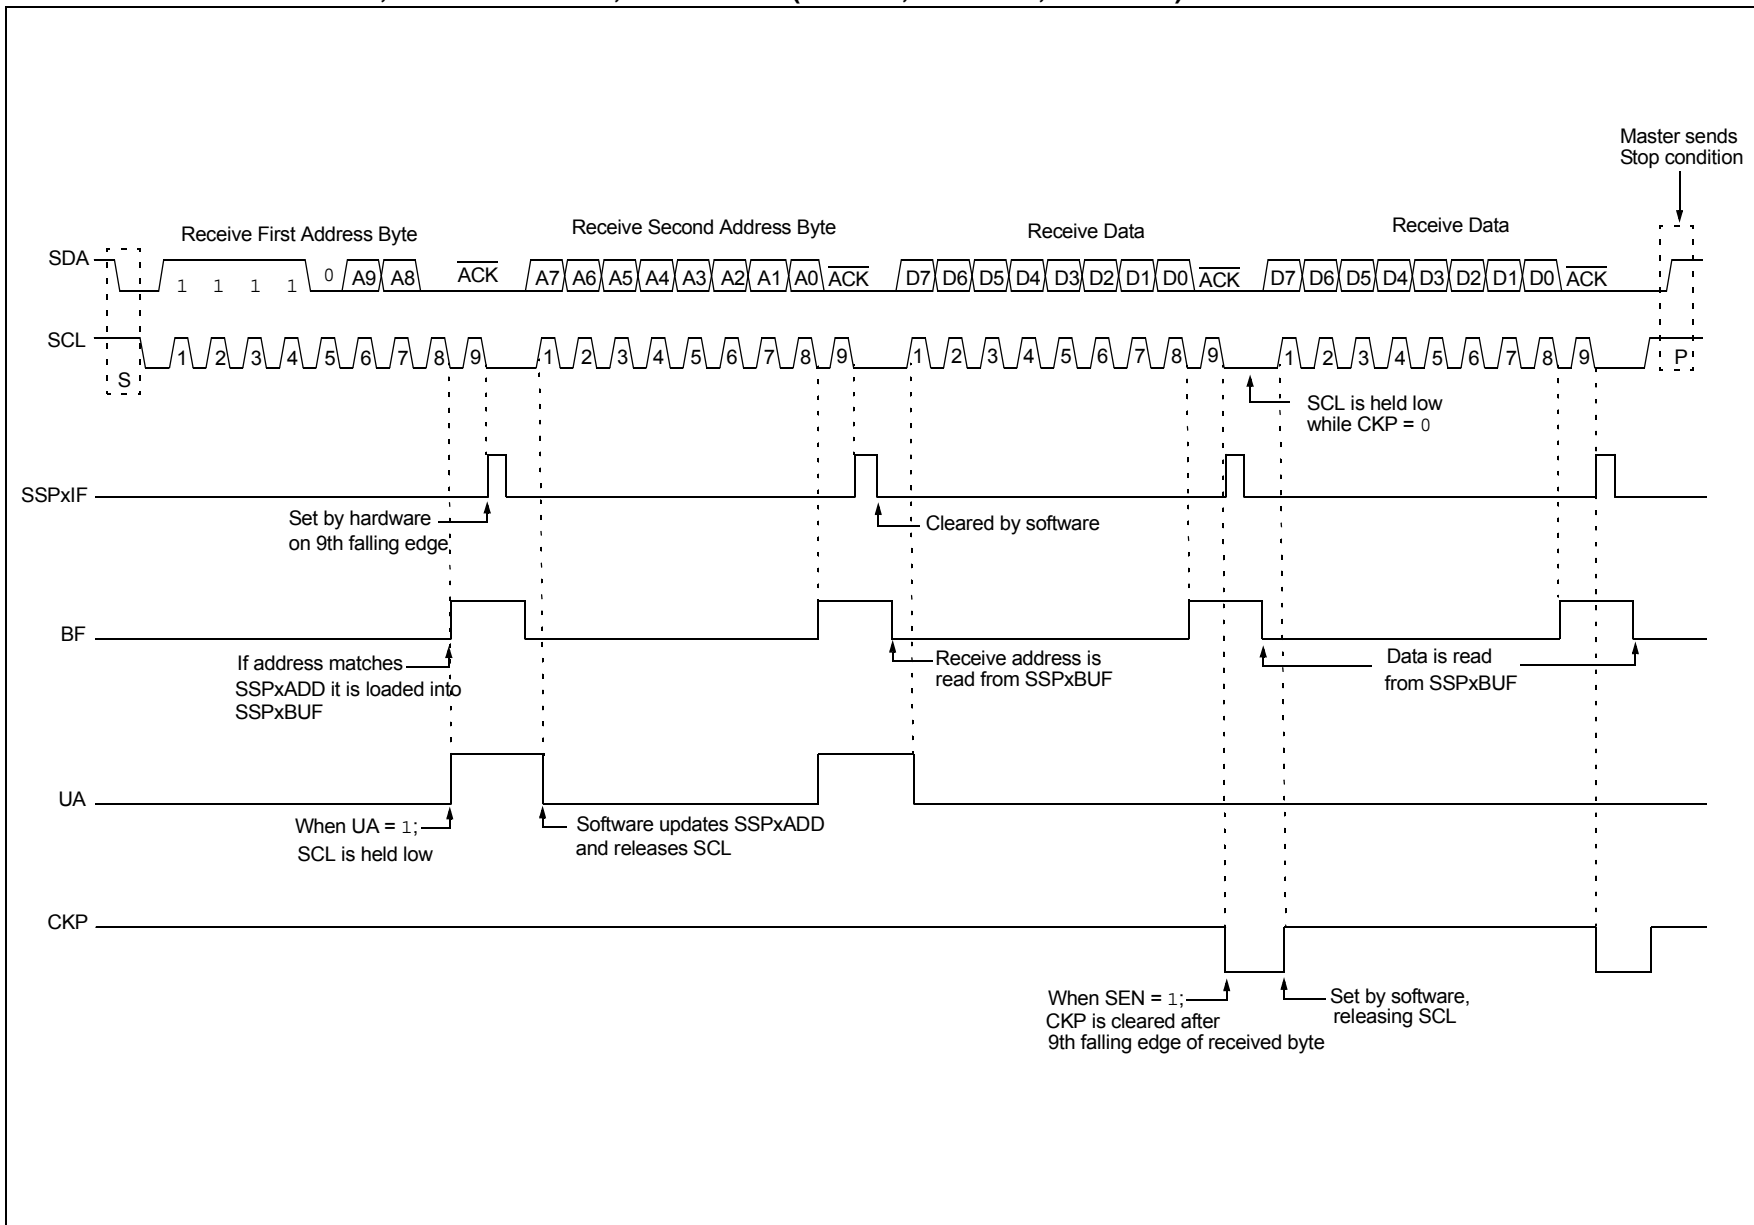 Master sends
Stop condition
Receive First Address Byte
Receive Second Address Byte
Receive Data
Receive Data
SDA
1 1 1 1 0 A9 A8 ACK A7 A6 A5 A4 A3 A2 A1 A0 ACK D7 D6 D5 D4 D3 D2 D1 D0 ACK D7 D6 D5 D4 D3 D2 D1 D0 ACK
SCL
S 1 2 3 4 5 6 7 8 9 1 2 3 4 5 6 7 8 9 1 2 3 4 5 6 7 8 9 1 2 3 4 5 6 7 8 9 P
SCL is held low
while CKP = 0
SSPxIF
Set by hardware
on 9th falling edge
Cleared by software
BF
If address matches
SSPxADD it is loaded into
SSPxBUF
Receive address is
read from SSPxBUF
Data is read
from SSPxBUF
UA
When UA = 1;
SCL is held low
Software updates SSPxADD
and releases SCL
CKP
When SEN = 1;
CKP is cleared after
9th falling edge of received byte
Set by software,
releasing SCL